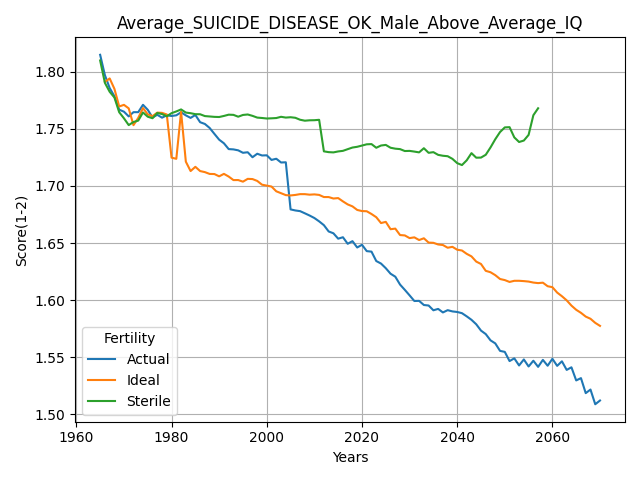 Average_SUICIDE_DISEASE_OK_Male_Above_Average_IQ
Score(1-2)
1.80
1.75
1.70
1.65
1.60
1.55
1.50
Fertility
Actual
Ideal
Sterile
1960
1980
2000
2020
2040
2060
Years